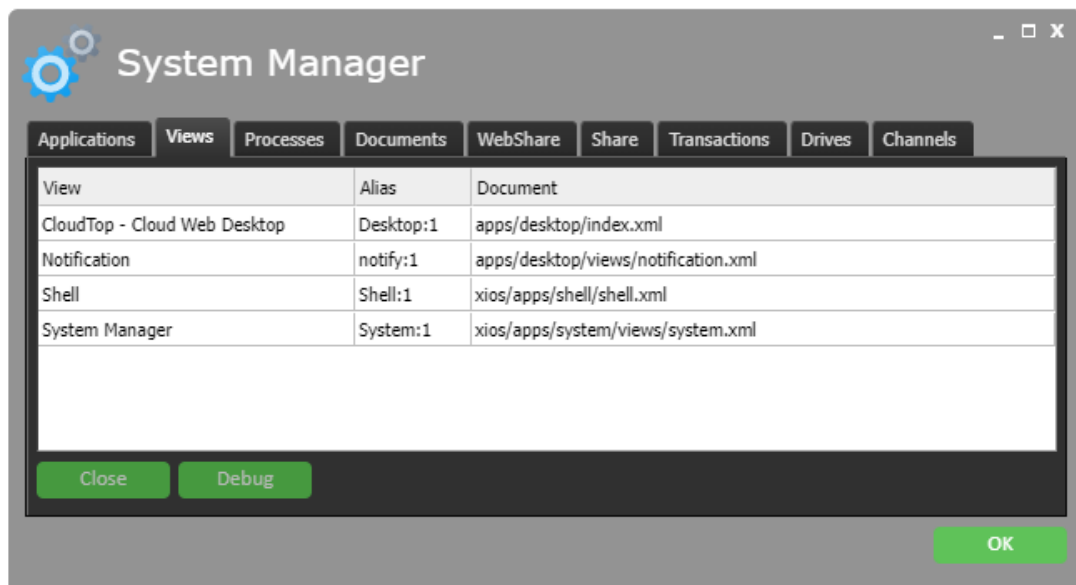 System Manager
_ □ X
Applications Views Processes Documents WebShare Share Transactions Drives Channels
View Alias Document
CloudTop - Cloud Web Desktop Desktop:1 apps/desktop/index.xml
Notification notify:1 apps/desktop/views/notification.xml
Shell Shell:1 xios/apps/shell/shell.xml
System Manager System:1 xios/apps/system/views/system.xml
Close Debug
OK